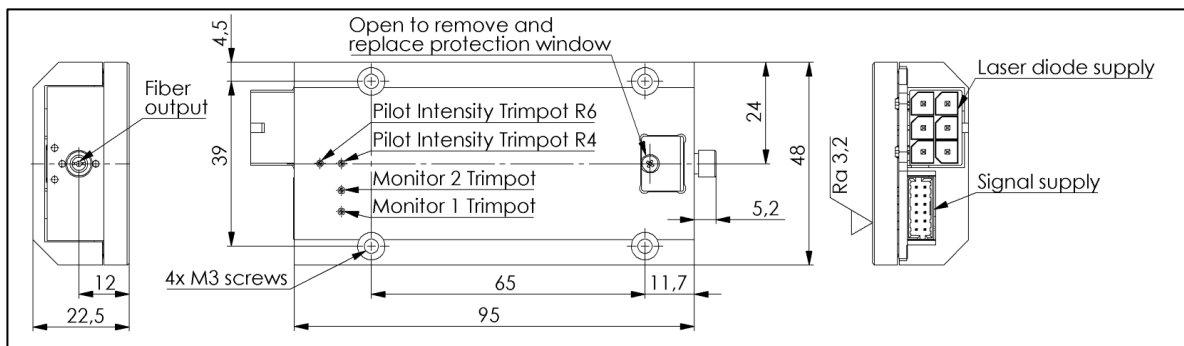 Open to remove and
replace protection window
4,5
Fiber
output
Pilot Intensity Trimpot R6
Pilot Intensity Trimpot R4
Monitor 2 Trimpot
Monitor 1 Trimpot
39
24
48
Laser diode supply
Ra 3,2
Signal supply
5,2
4x M3 screws
12
65
11,7
22,5
95